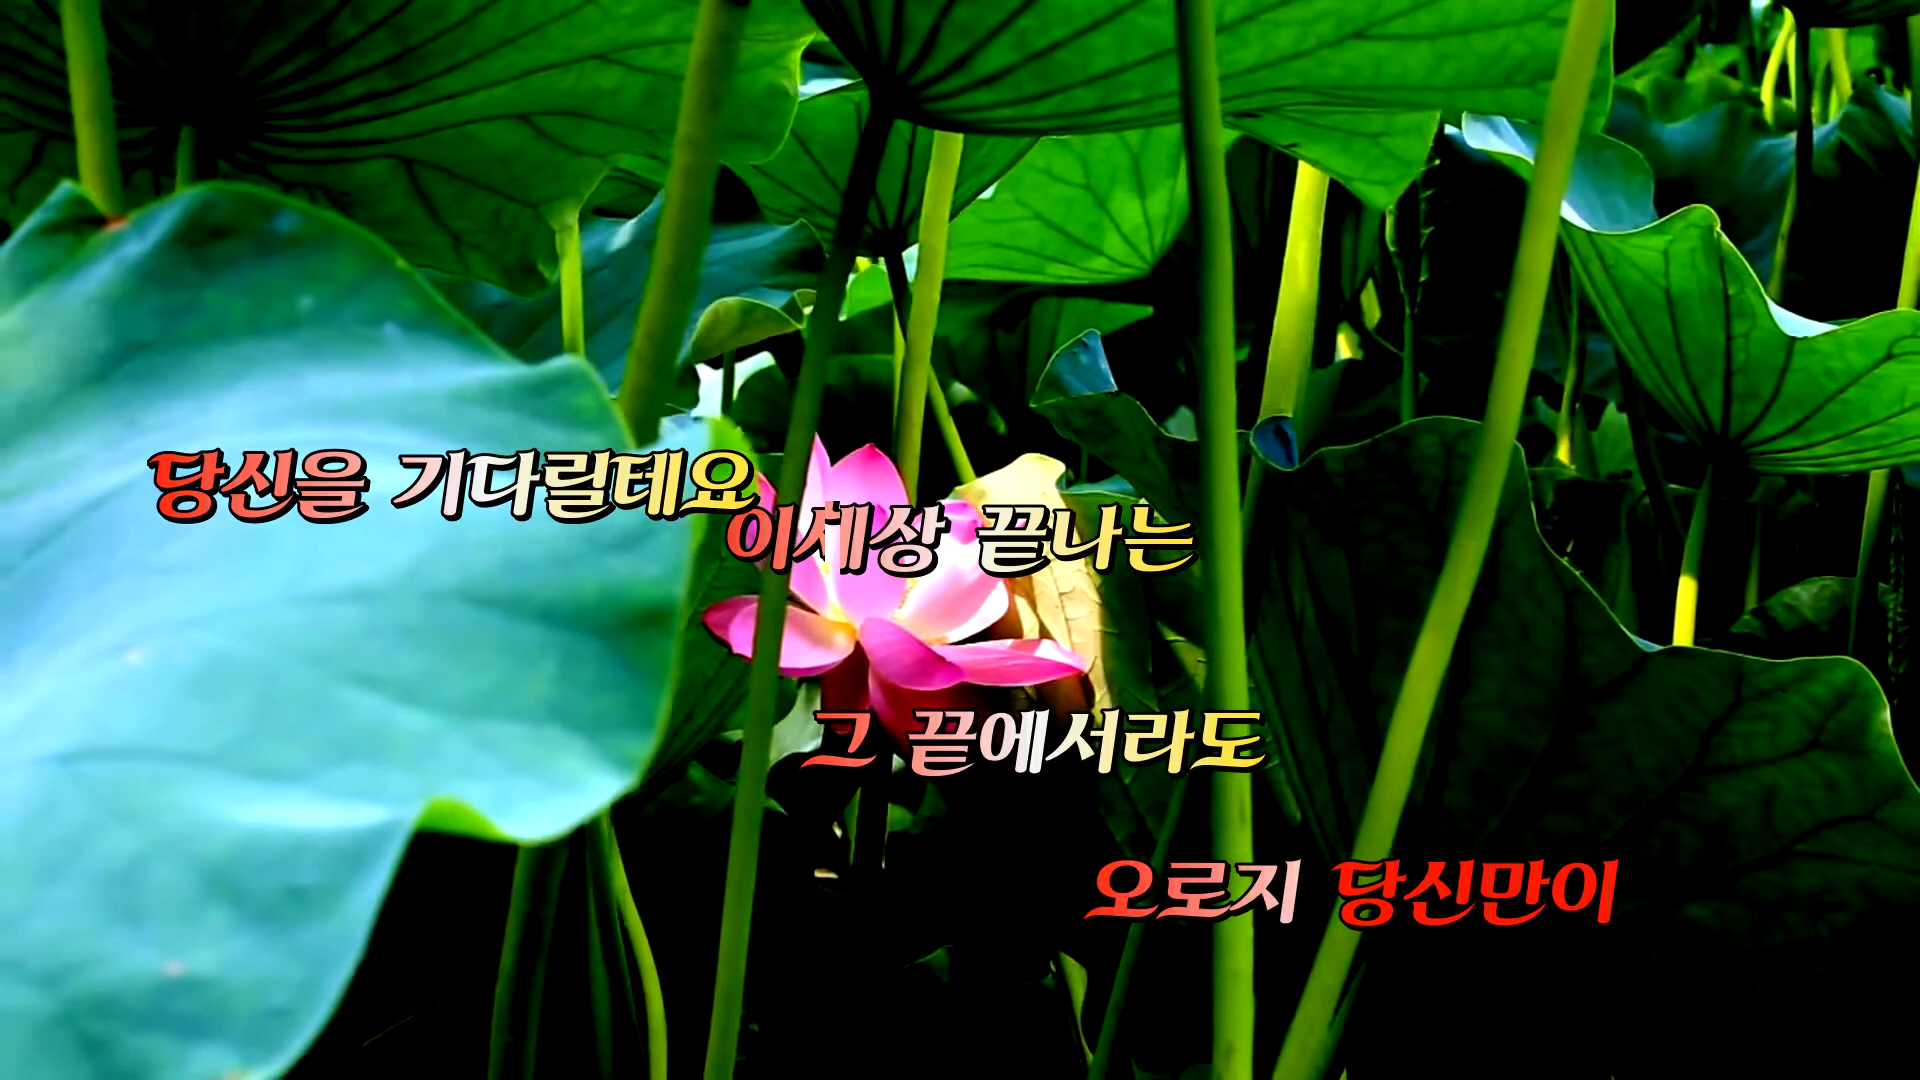 당신을 기다릴테요
이세상 끝나는
그 끝에서라도
오로지 당신만이